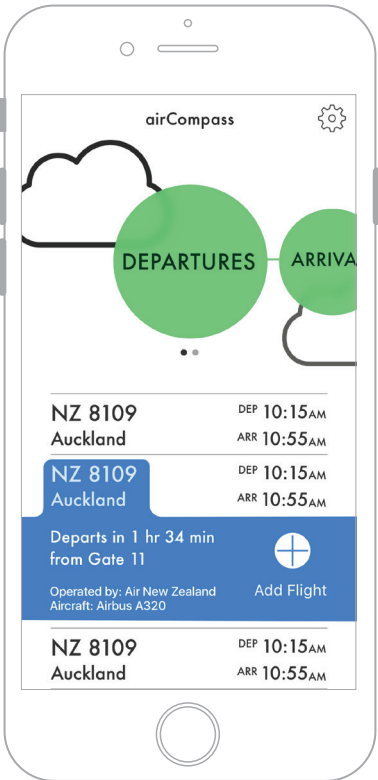 airCompass
DEPARTURES
ARRIVA
NZ 8109
DEP 10:15AM
Auckland
ARR 10:55AM
NZ 8109
DEP 10:15AM
Auckland
ARR 10:55AM
Departs in 1 hr 34 min
from Gate 11
Operated by: Air New Zealand
Aircraft: Airbus A320
Add Flight
NZ 8109
DEP 10:15AM
Auckland
ARR 10:55AM